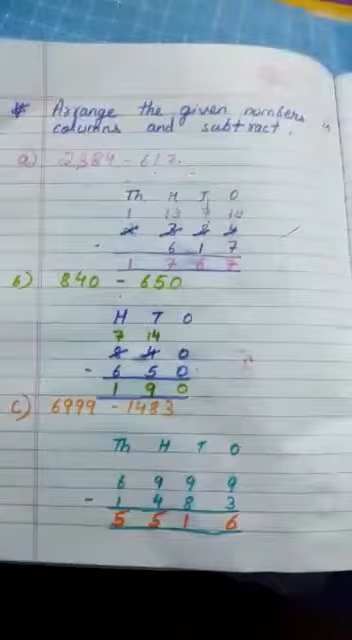 * Arrange the given numbers in
columns and subtract.
a) 2384 - 617.
Th H T O
1 13 7 14
2 3 8 4
- 6 1 7
1 7 6 7
b) 840 - 650
H T O
7 14
8 4 0
- 6 5 0
1 9 0
c) 6999 - 1483
Th H T O
6 9 9 9
- 1 4 8 3
5 5 1 6